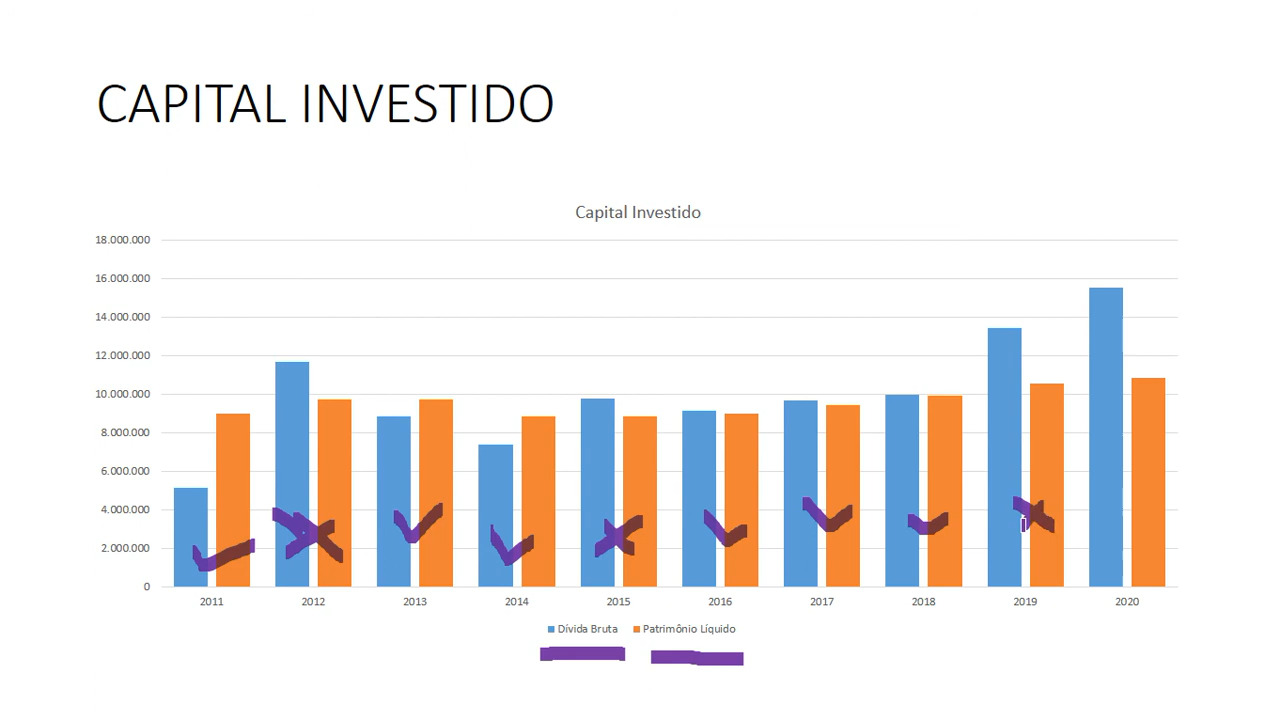 CAPITAL INVESTIDO
Capital Investido
18.000.000
16.000.000
14.000.000
12.000.000
10.000.000
8.000.000
6.000.000
4.000.000
2.000.000
0
2011 2012 2013 2014 2015 2016 2017 2018 2019 2020
Dívida Bruta Patrimônio Líquido